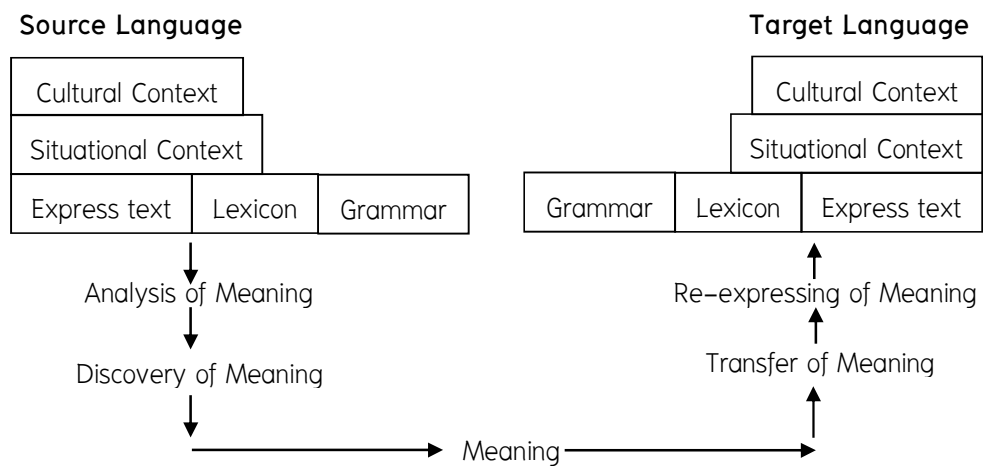 Source Language Target Language
Cultural Context Cultural Context
Situational Context Situational Context
Express text Lexicon Grammar Grammar Lexicon Express text
Analysis of Meaning Re-expressing of Meaning
Discovery of Meaning Transfer of Meaning
Meaning